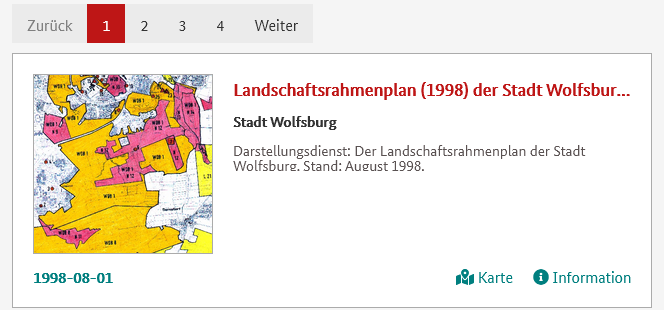 Zurück 1 2 3 4 Weiter
Landschaftsrahmenplan (1998) der Stadt Wolfsbur...
Stadt Wolfsburg
Darstellungsdienst: Der Landschaftsrahmenplan der Stadt
Wolfsburg. Stand: August 1998.
1998-08-01
Karte
Information